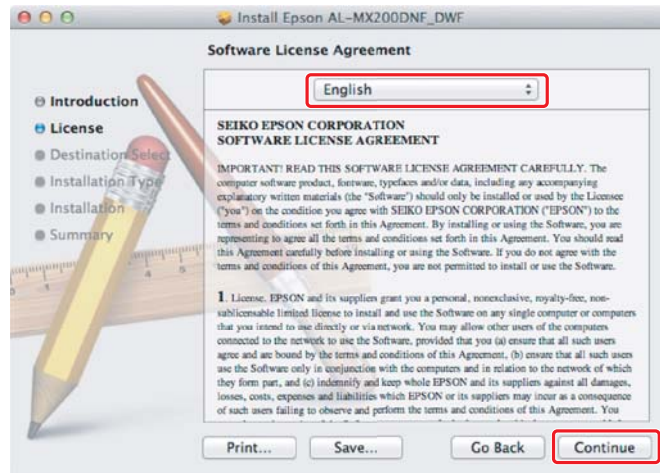 Install Epson AL-MX200DNF_DWF
Software License Agreement
Introduction
License
Destination Select
Installation Type
Installation
Summary
English
SEIKO EPSON CORPORATION
SOFTWARE LICENSE AGREEMENT
IMPORTANT! READ THIS SOFTWARE LICENSE AGREEMENT CAREFULLY. The
computer software product, fontware, typefaces and/or data, including any accompanying
explanatory written materials (the "Software") should only be installed or used by the Licensee
("you") on the condition you agree with SEIKO EPSON CORPORATION ("EPSON") to the
terms and conditions set forth in this Agreement. By installing or using the Software, you are
representing to agree all the terms and conditions set forth in this Agreement. You should read
this Agreement carefully before installing or using the Software. If you do not agree with the
terms and conditions of this Agreement, you are not permitted to install or use the Software.
1. License. EPSON and its suppliers grant you a personal, nonexclusive, royalty-free, non-
sublicensable limited license to install and use the Software on any single computer or computers
that you intend to use directly or via network. You may allow other users of the computers
connected to the network to use the Software, provided that you (a) ensure that all such users
agree and are bound by the terms and conditions of this Agreement, (b) ensure that all such users
use the Software only in conjunction with the computers and in relation to the network of which
they form part, and (c) indemnify and keep whole EPSON and its suppliers against all damages,
losses, costs, expenses and liabilities which EPSON or its suppliers may incur as a consequence
of such users failing to observe and perform the terms and conditions of this Agreement. You
Print...
Save...
Go Back
Continue